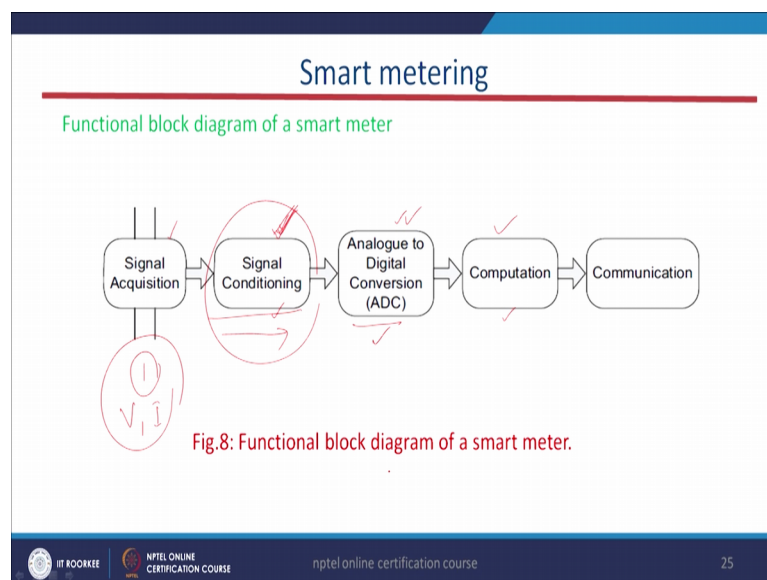 Smart metering
Functional block diagram of a smart meter
Signal
Acquisition
Signal
Conditioning
Analogue to
Digital
Conversion
(ADC)
Computation
Communication
V, I
Fig.8: Functional block diagram of a smart meter.
IIT ROORKEE
NPTEL ONLINE
CERTIFICATION COURSE
nptel online certification course
25